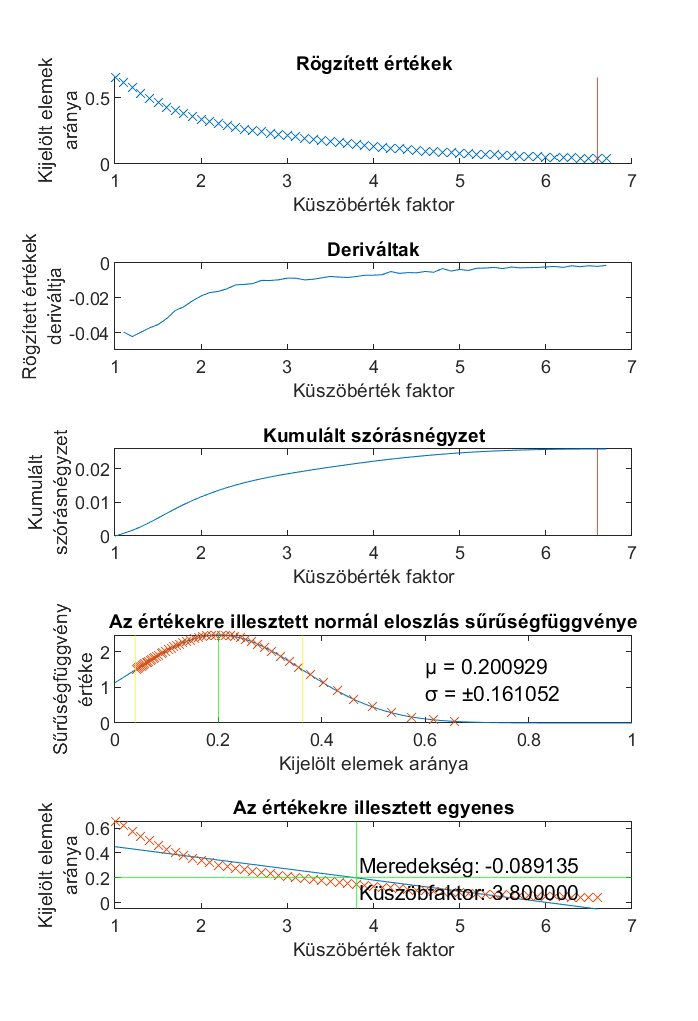 Rögzített értékek
Kijelölt elemek
aránya
0.5
0
1 2 3 4 5 6 7
Küszöbérték faktor
Deriváltak
Rögzített értékek
deriváltja
0
-0.02
-0.04
1 2 3 4 5 6 7
Küszöbérték faktor
Kumulált szórásnégyzet
Kumulált
szórásnégyzet
0.02
0.01
0
1 2 3 4 5 6 7
Küszöbérték faktor
Az értékekre illesztett normál eloszlás sűrűségfüggvénye
Sűrűségfüggvény
értéke
2
1
0
μ = 0.200929
σ = ±0.161052
0 0.2 0.4 0.6 0.8 1
Kijelölt elemek aránya
Az értékekre illesztett egyenes
Kijelölt elemek
aránya
0.6
0.4
0.2
0
Meredekség: -0.089135
Küszöbfaktor: 3.800000
1 2 3 4 5 6 7
Küszöbérték faktor